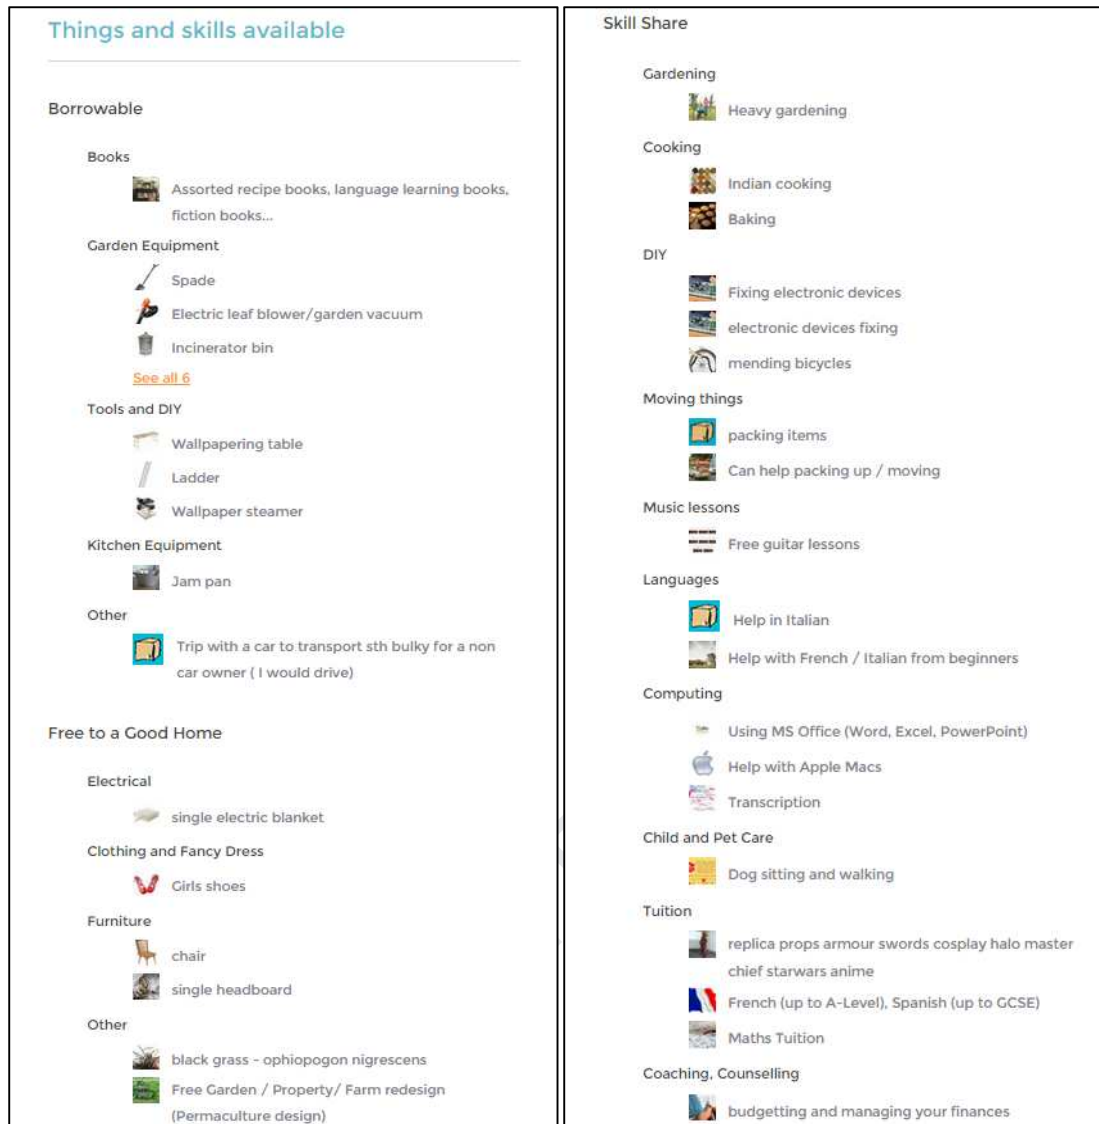 Things and skills available
Borrowable
Books
Assorted recipe books, language learning books,
fiction books...
Garden Equipment
Spade
Electric leaf blower/garden vacuum
Incinerator bin
See all 6
Tools and DIY
Wallpapering table
Ladder
Wallpaper steamer
Kitchen Equipment
Jam pan
Other
Trip with a car to transport sth bulky for a non
car owner ( I would drive)
Free to a Good Home
Electrical
single electric blanket
Clothing and Fancy Dress
Girls shoes
Furniture
chair
single headboard
Other
black grass - ophiopogon nigrescens
Free Garden / Property/ Farm redesign
(Permaculture design)
Skill Share
Gardening
Heavy gardening
Cooking
Indian cooking
Baking
DIY
Fixing electronic devices
electronic devices fixing
mending bicycles
Moving things
packing items
Can help packing up / moving
Music lessons
Free guitar lessons
Languages
Help in Italian
Help with French / Italian from beginners
Computing
Using MS Office (Word, Excel, PowerPoint)
Help with Apple Macs
Transcription
Child and Pet Care
Dog sitting and walking
Tuition
replica props armour swords cosplay halo master
chief starwars anime
French (up to A-Level), Spanish (up to GCSE)
Maths Tuition
Coaching, Counselling
budgetting and managing your finances